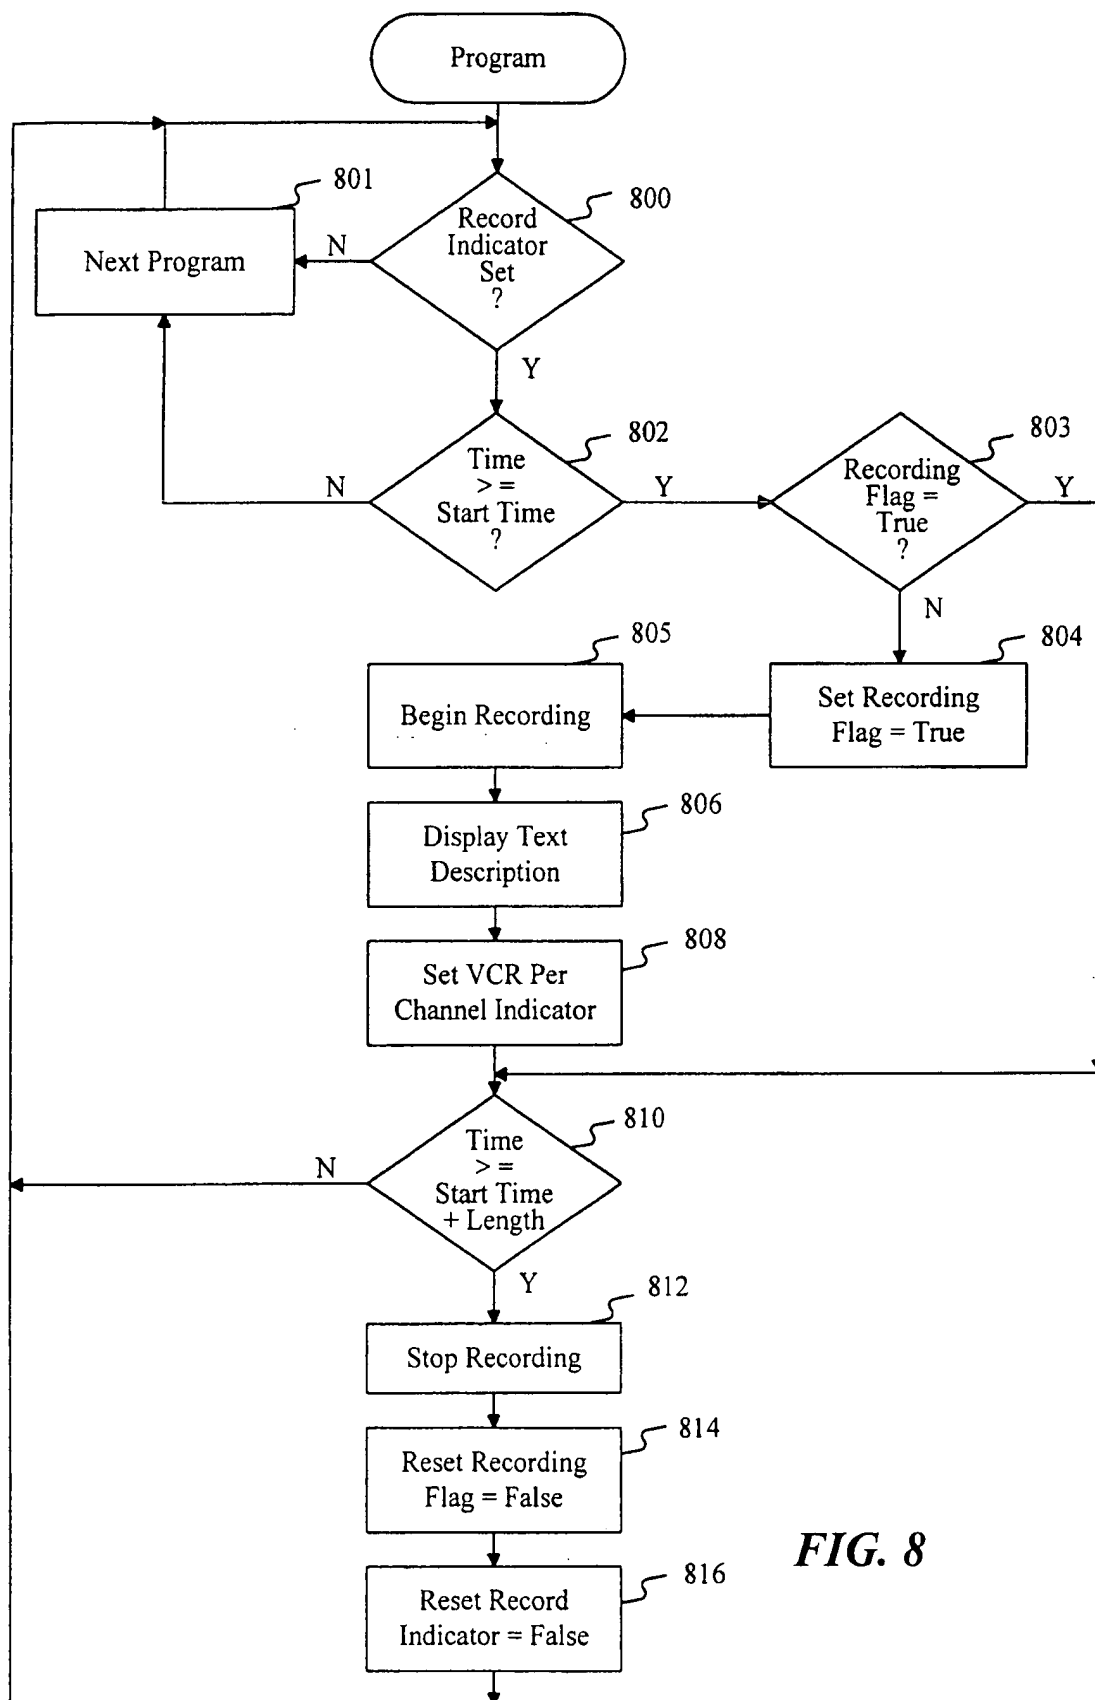 Program
801
800
Next Program
N
Record
Indicator
Set
?
Y
802
803
N
Time
> =
Start Time
?
Y
Recording
Flag =
True
?
Y
N
805
804
Begin Recording
Set Recording
Flag = True
806
Display Text
Description
808
Set VCR Per
Channel Indicator
810
N
Time
> =
Start Time
+ Length
Y
812
Stop Recording
814
Reset Recording
Flag = False
FIG. 8
816
Reset Record
Indicator = False